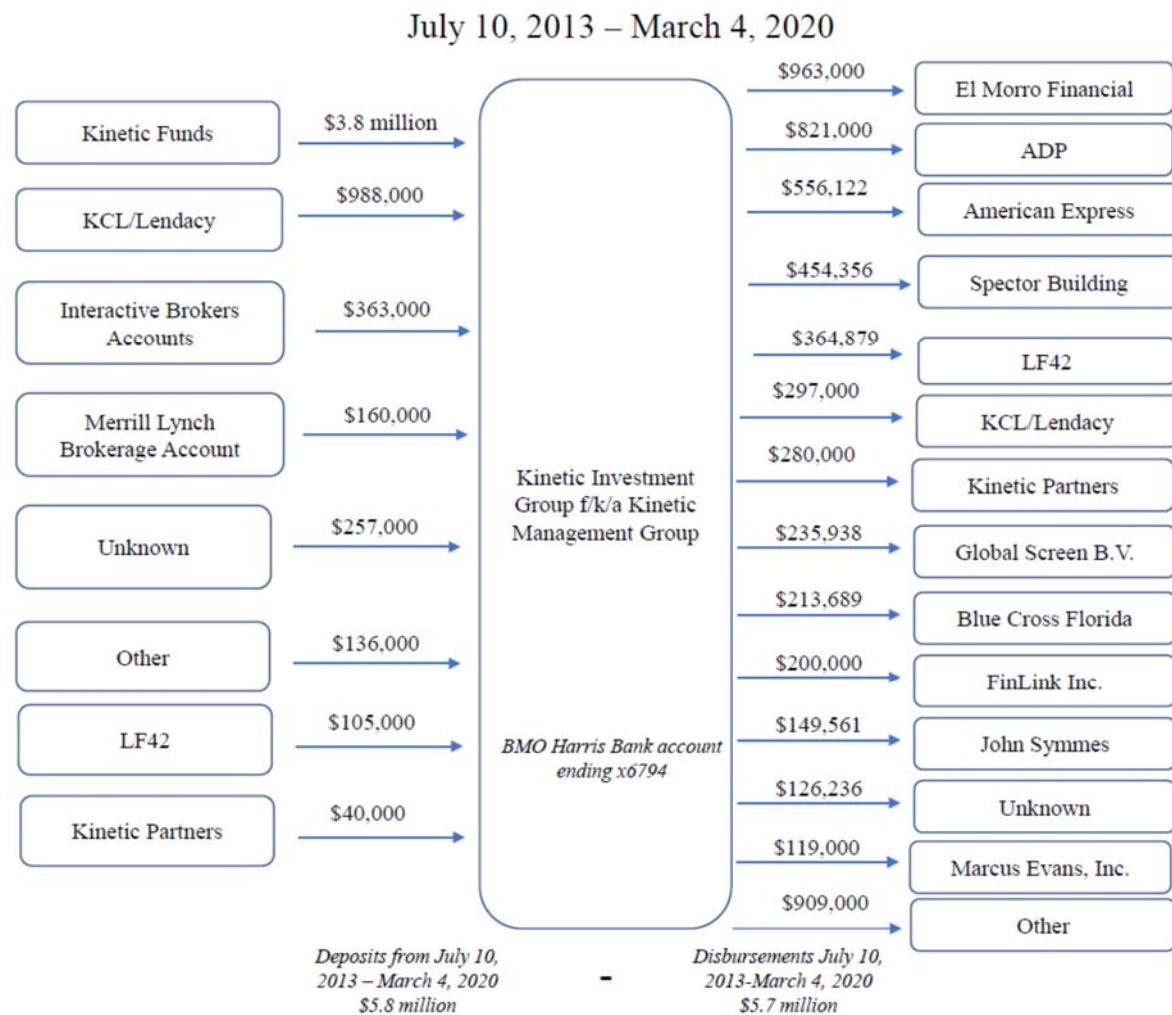 July 10, 2013 – March 4, 2020
Kinetic Funds
$3.8 million
KCL/Lendacy
$988,000
Interactive Brokers
Accounts
$363,000
Merrill Lynch
Brokerage Account
$160,000
Unknown
$257,000
Other
$136,000
LF42
$105,000
Kinetic Partners
$40,000
Kinetic Investment
Group f/k/a Kinetic
Management Group
BMO Harris Bank account
ending x6794
$963,000
El Morro Financial
$821,000
ADP
$556,122
American Express
$454,356
Spector Building
$364,879
LF42
$297,000
KCL/Lendacy
$280,000
Kinetic Partners
$235,938
Global Screen B.V.
$213,689
Blue Cross Florida
$200,000
FinLink Inc.
$149,561
John Symmes
$126,236
Unknown
$119,000
Marcus Evans, Inc.
$909,000
Other
Deposits from July 10,
2013 – March 4, 2020
$5.8 million
-
Disbursements July 10,
2013-March 4, 2020
$5.7 million